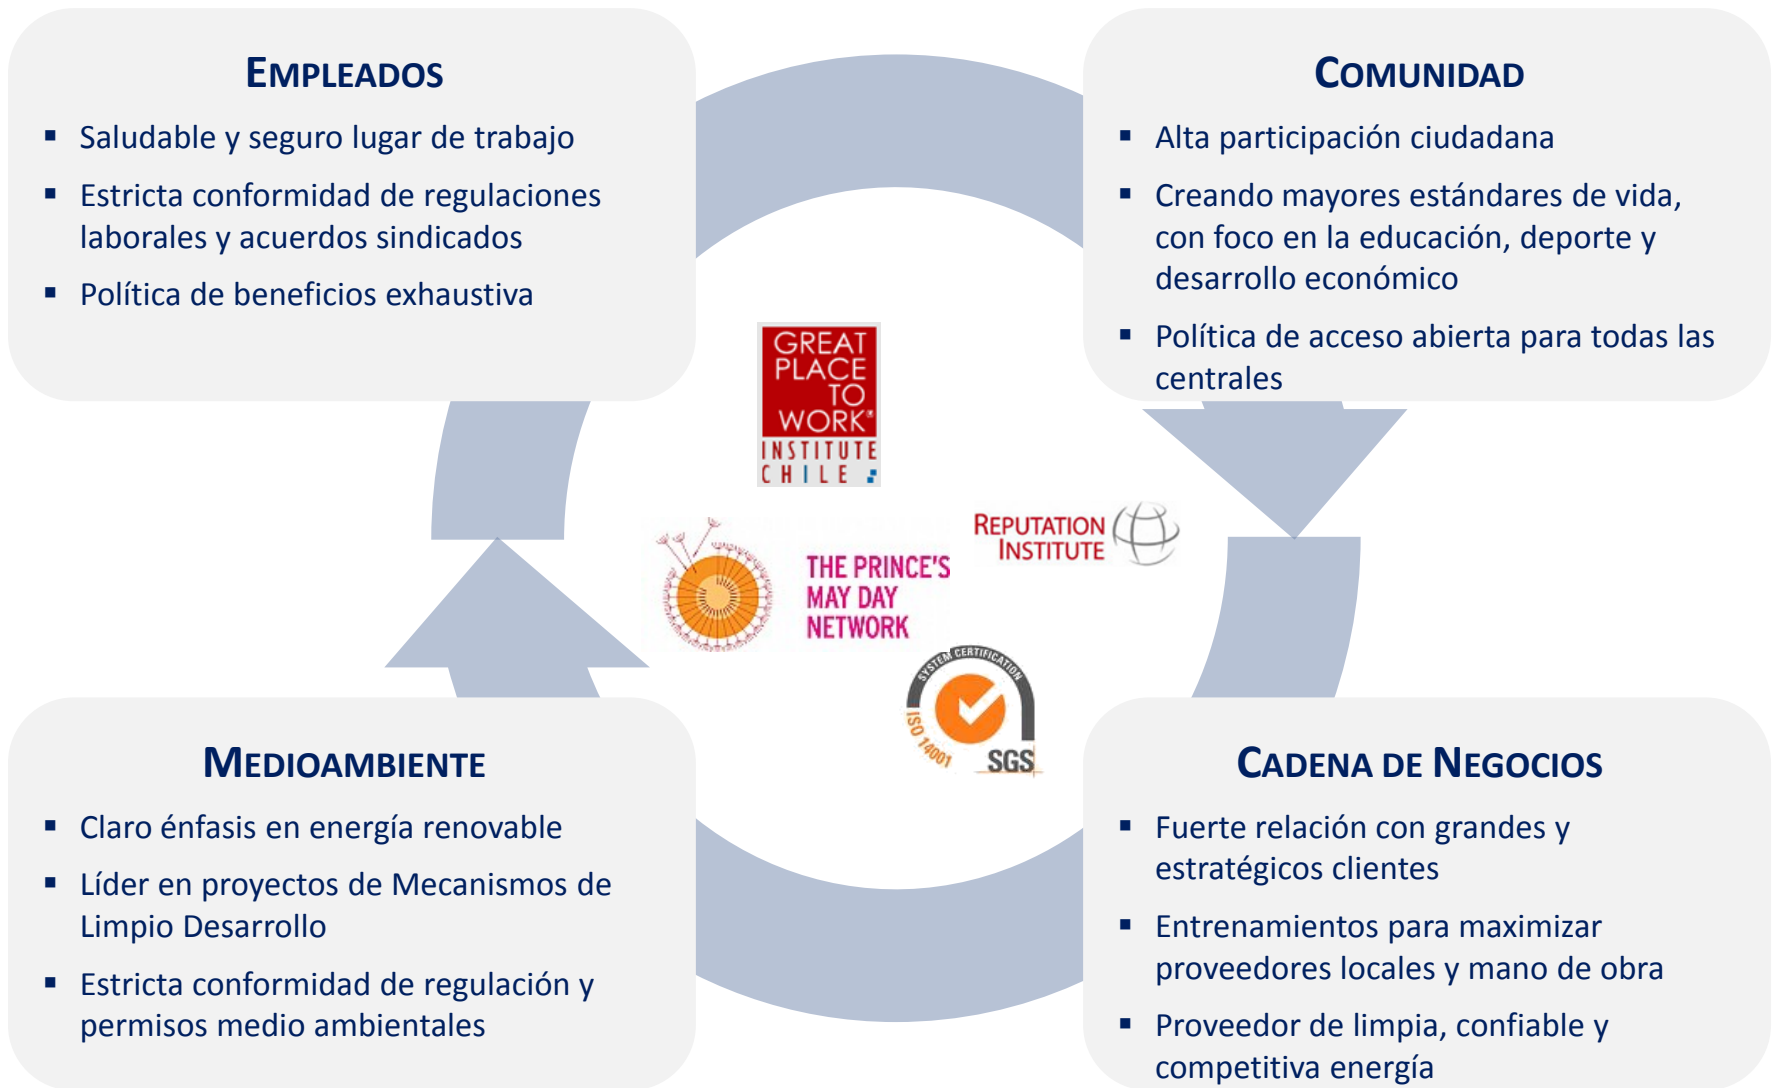 EMPLEADOS
▪ Saludable y seguro lugar de trabajo
▪ Estricta conformidad de regulaciones
laborales y acuerdos sindicados
▪ Política de beneficios exhaustiva
COMUNIDAD
▪ Alta participación ciudadana
▪ Creando mayores estándares de vida,
con foco en la educación, deporte y
desarrollo económico
▪ Política de acceso abierta para todas las
centrales
GREAT
PLACE
TO
WORK®
INSTITUTE
CHILE
REPUTATION
INSTITUTE
THE PRINCE'S
MAY DAY
NETWORK
SYSTEM CERTIFICATION
ISO 14001
SGS
MEDIOAMBIENTE
▪ Claro énfasis en energía renovable
▪ Líder en proyectos de Mecanismos de
Limpio Desarrollo
▪ Estricta conformidad de regulación y
permisos medio ambientales
CADENA DE NEGOCIOS
▪ Fuerte relación con grandes y
estratégicos clientes
▪ Entrenamientos para maximizar
proveedores locales y mano de obra
▪ Proveedor de limpia, confiable y
competitiva energía